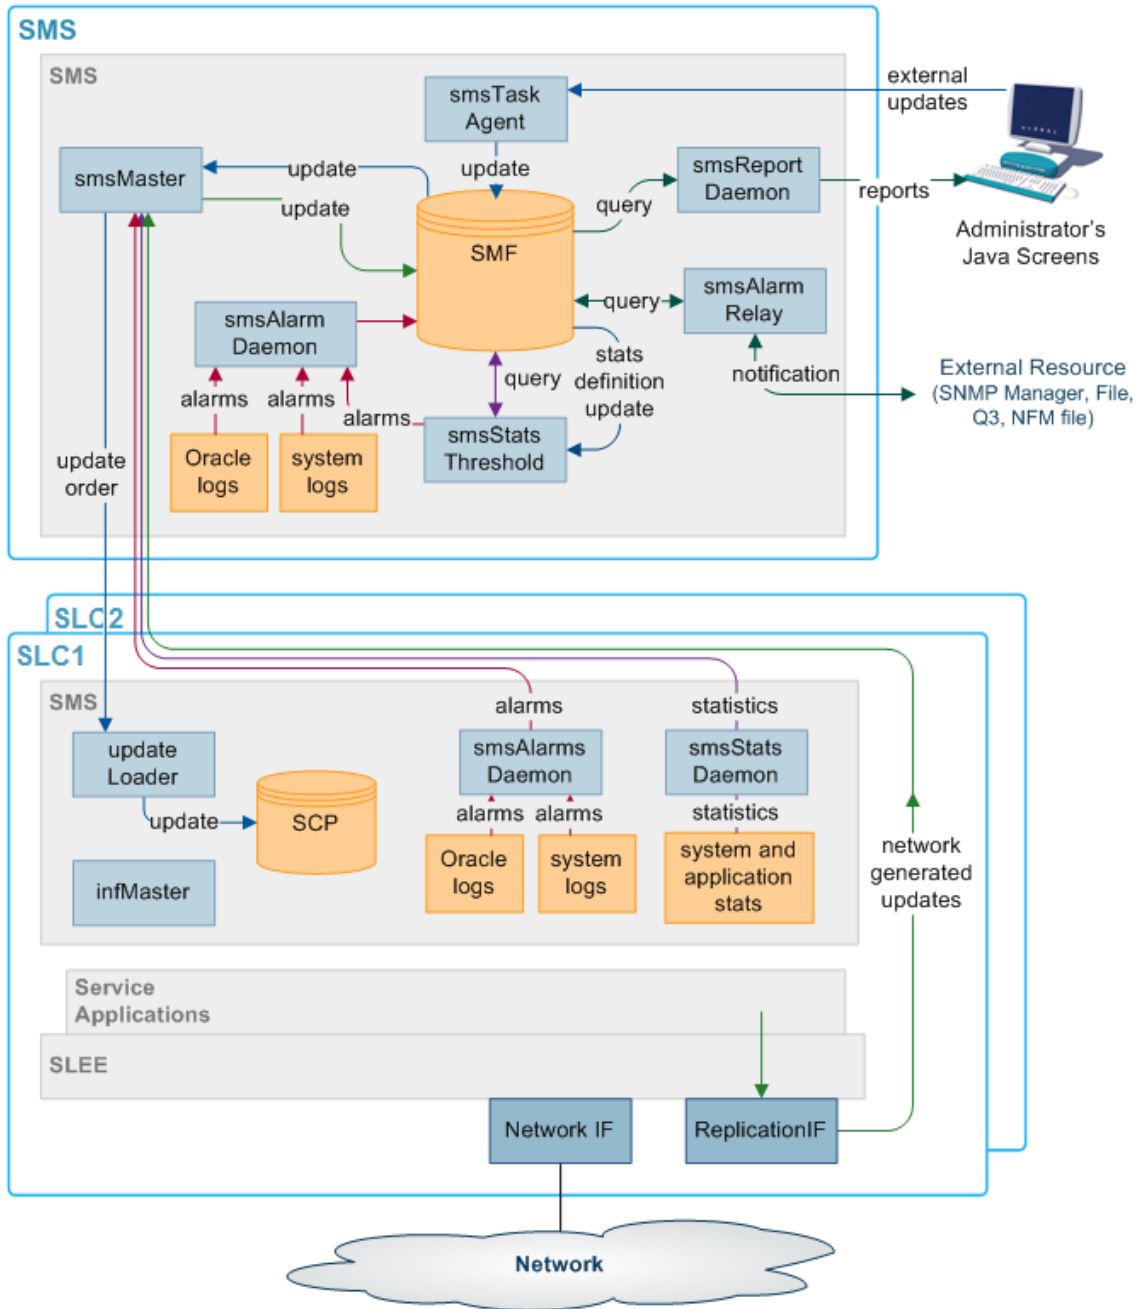 SMS
SMS
smsTask
Agent
external
updates
smsMaster
update
update
update
smsReport
Daemon
query
reports
SMF
Administrator's
Java Screens
smsAlarm
Daemon
query
smsAlarm
Relay
stats
definition
update
notification
External Resource
(SNMP Manager, File,
Q3, NFM file)
query
alarms
alarms
alarms
smsStats
Threshold
Oracle
logs
system
logs
update
order
SLC2
SLC1
SMS
alarms
statistics
update
Loader
smsAlarms
Daemon
smsStats
Daemon
update
SCP
alarms
alarms
statistics
Oracle
logs
system
logs
system and
application
stats
network
generated
updates
infMaster
Service
Applications
SLEE
Network IF
ReplicationIF
Network